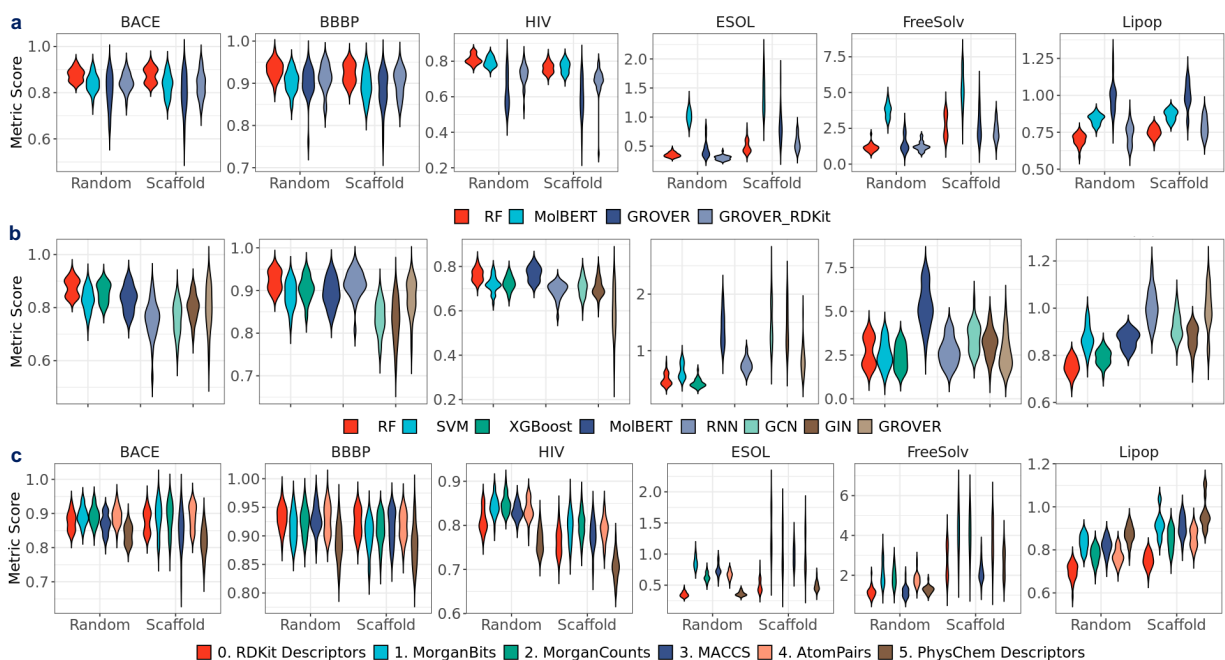 a
BACE BBBP HIV ESOL FreeSolv Lipop
Metric Score
1.0 0.8 0.6
1.0 0.9 0.8 0.7
0.8 0.6 0.4 0.2
2 1
7.5 5.0 2.5 0.0
1.25 1.00 0.75 0.50
Random Scaffold Random Scaffold Random Scaffold Random Scaffold Random Scaffold Random Scaffold
RF MolBERT GROVER GROVER_RDKit
b
Metric Score
1.0 0.8 0.6
1.0 0.9 0.8 0.7
0.8 0.6 0.4 0.2
2 1
7.5 5.0 2.5 0.0
1.2 1.0 0.8 0.6
RF SVM XGBoost MolBERT RNN GCN GIN GROVER
c
BACE BBBP HIV ESOL FreeSolv Lipop
Metric Score
1.0 0.9 0.8 0.7
1.00 0.95 0.90 0.85 0.80
0.9 0.8 0.7 0.6
2.0 1.5 1.0 0.5
6 4 2
1.2 1.0 0.8 0.6
Random Scaffold Random Scaffold Random Scaffold Random Scaffold Random Scaffold Random Scaffold
0. RDKit Descriptors 1. MorganBits 2. MorganCounts 3. MACCS 4. AtomPairs 5. PhysChem Descriptors